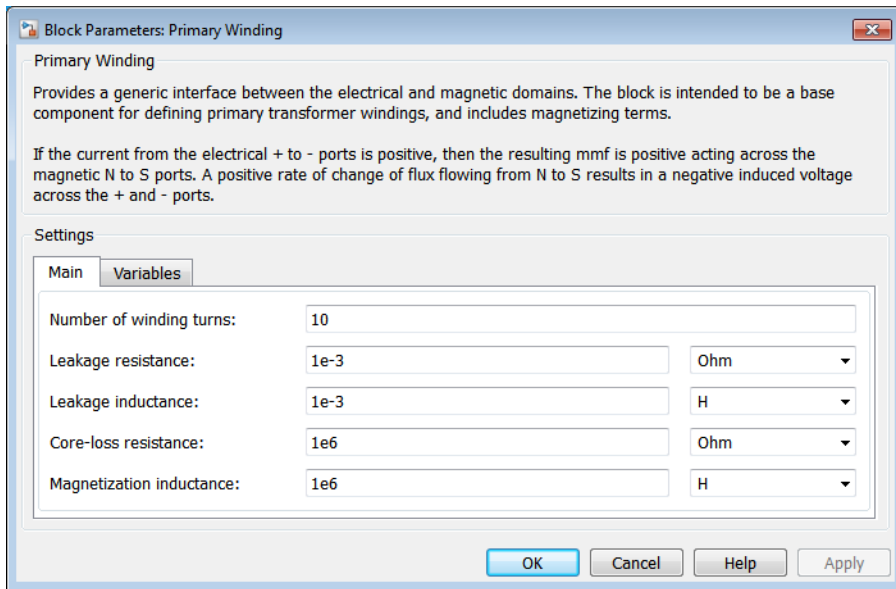 Block Parameters: Primary Winding
Primary Winding
Provides a generic interface between the electrical and magnetic domains. The block is intended to be a base
component for defining primary transformer windings, and includes magnetizing terms.
If the current from the electrical + to - ports is positive, then the resulting mmf is positive acting across the
magnetic N to S ports. A positive rate of change of flux flowing from N to S results in a negative induced voltage
across the + and - ports.
Settings
Main Variables
Number of winding turns: 10
Leakage resistance: 1e-3 Ohm
Leakage inductance: 1e-3 H
Core-loss resistance: 1e6 Ohm
Magnetization inductance: 1e6 H
OK Cancel Help Apply